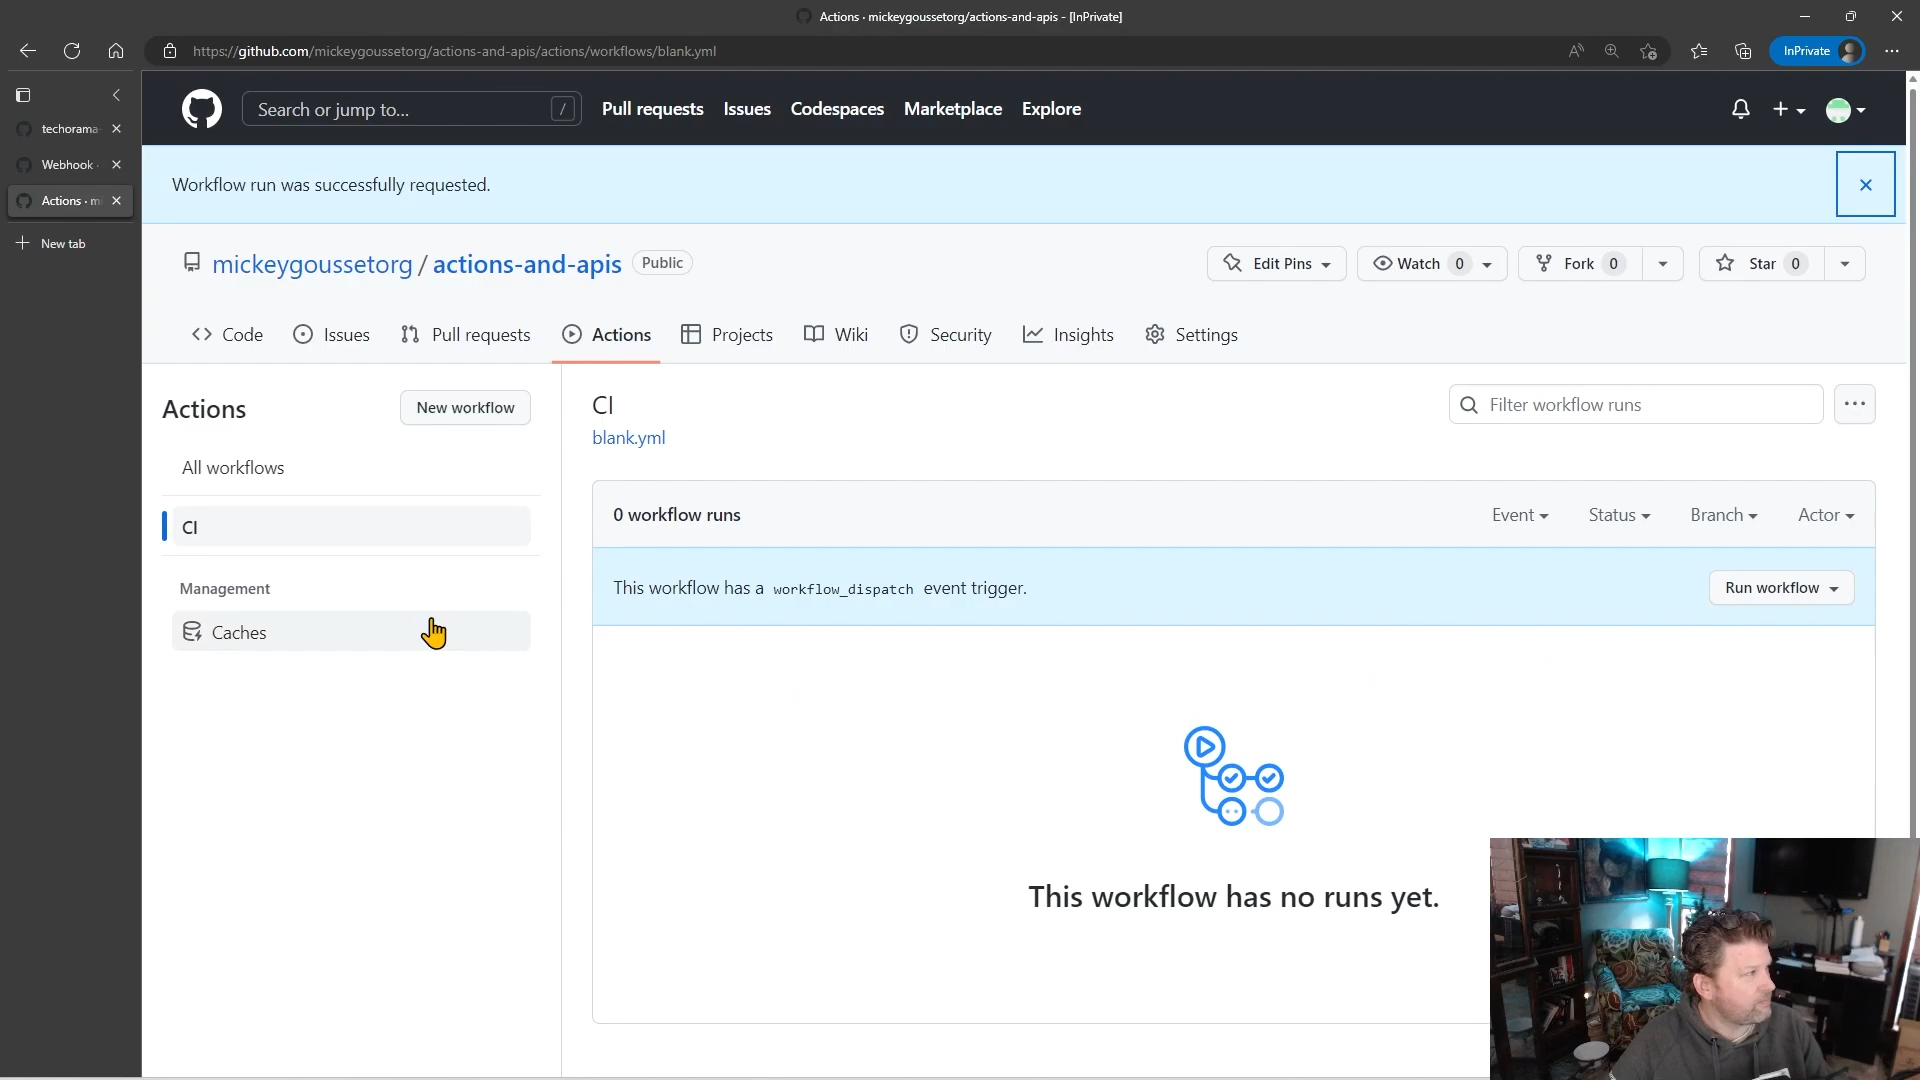 Actions · mickeygoussetorg/actions-and-apis - [InPrivate]
https://github.com/mickeygoussetorg/actions-and-apis/actions/workflows/blank.yml
InPrivate
techorama-
Webhook ·
Actions · mi
New tab
Search or jump to... /
Pull requests Issues Codespaces Marketplace Explore
Workflow run was successfully requested.
mickeygoussetorg / actions-and-apis Public
Edit Pins Watch 0 Fork 0 Star 0
Code Issues Pull requests Actions Projects Wiki Security Insights Settings
Actions New workflow
All workflows
CI
Management
Caches
CI
blank.yml
Filter workflow runs
0 workflow runs
Event Status Branch Actor
This workflow has a workflow_dispatch event trigger.
Run workflow
This workflow has no runs yet.